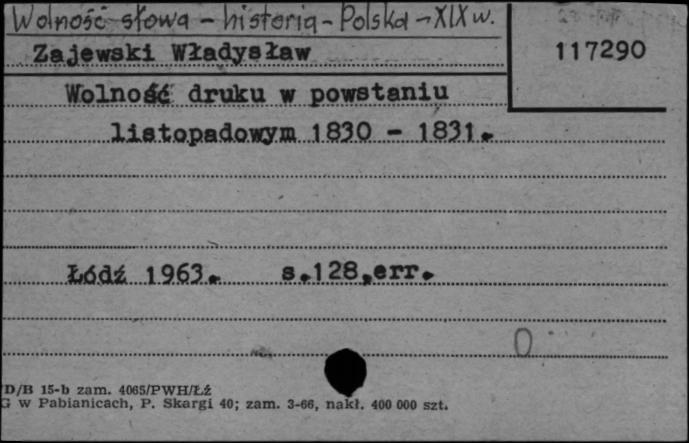 Wolność słowa - historia - Polska - XIX w.
Zajewski Władysław
117290
Wolność druku w powstaniu
listopadowym 1830 - 1831.
Łódź 1963. s.128,err.
0
D/B 15-b zam. 4065/PWH/Łź
G w Pabianicach, P. Skargi 40; zam. 3-66, nakł. 400 000 szt.